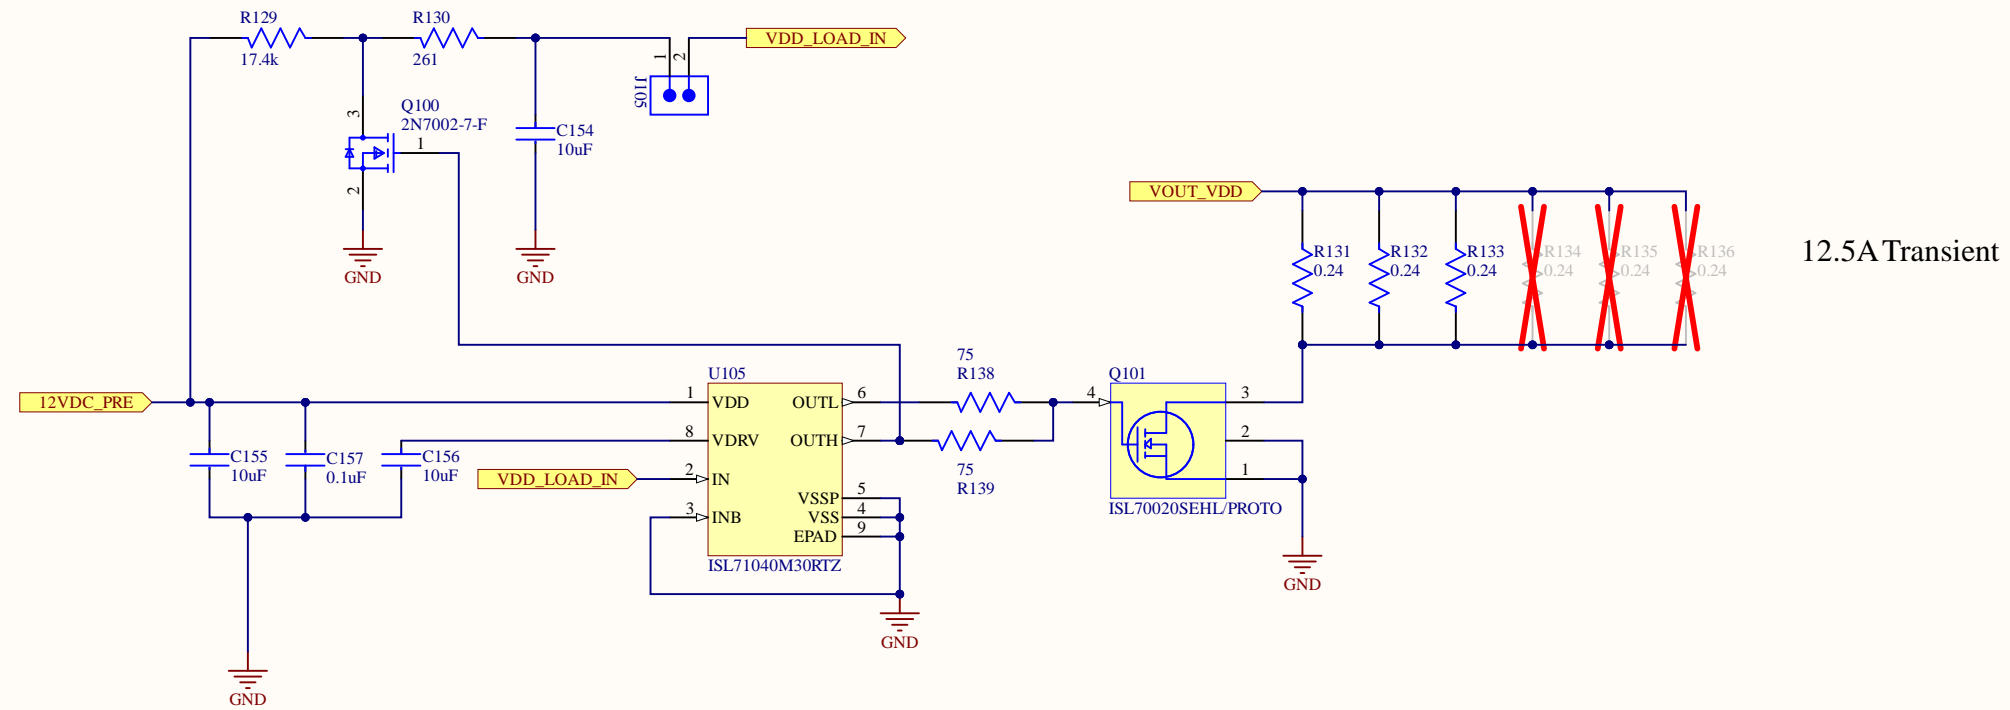 R129
17.4k
R130
261
VDD_LOAD_IN
1
2
J105
Q100
2N7002-7-F
3
1
2
C154
10uF
GND
GND
VOUT_VDD
R131
0.24
R132
0.24
R133
0.24
R134
0.24
R135
0.24
R136
0.24
12.5A Transient
12VDC_PRE
C155
10uF
C157
0.1uF
C156
10uF
GND
VDD_LOAD_IN
U105
1
VDD
8
VDRV
2
IN
3
INB
OUTL
6
OUTH
7
VSSP
5
VSS
4
EPAD
9
ISL71040M30RTZ
GND
75
R138
75
R139
Q101
4
3
2
1
ISL70020SEHL/PROTO
GND